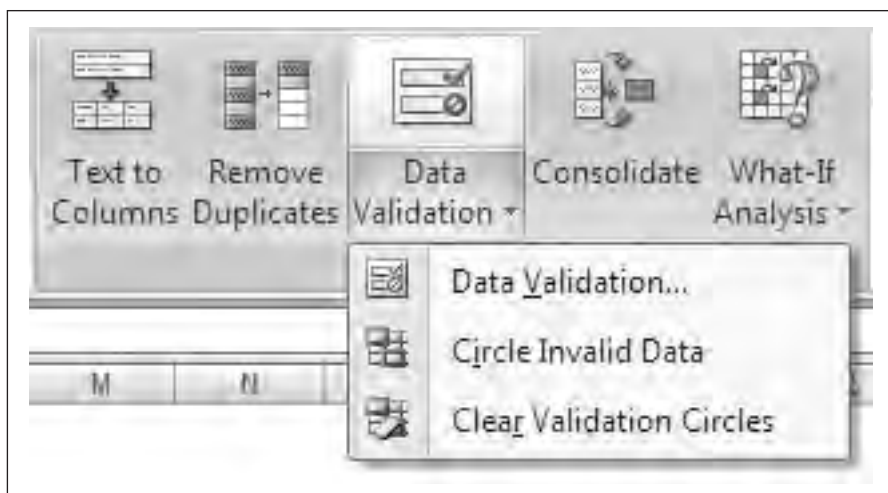 Text to Remove Data Consolidate What-If
Columns Duplicates Validation Analysis
Data Validation...
Circle Invalid Data
M N
Clear Validation Circles